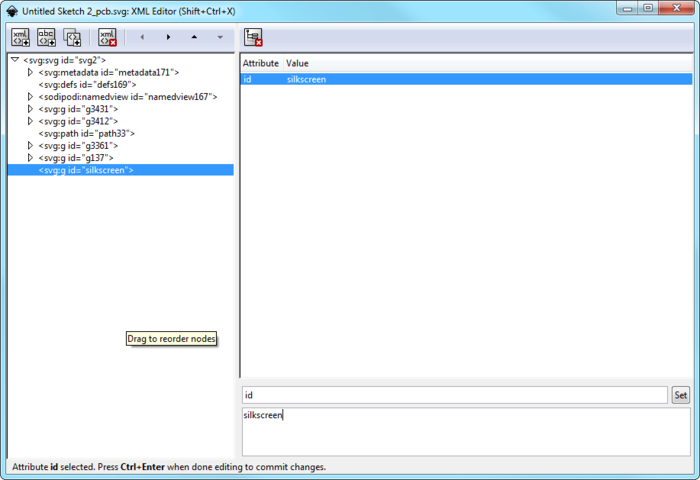 Untitled Sketch 2_pcb.svg: XML Editor (Shift+Ctrl+X)
xml
abc
xml
Attribute Value
id silkscreen
<svg:svg id="svg2">
<svg:metadata id="metadata171">
<svg:defs id="defs169">
<sodipodi:namedview id="namedview167">
<svg:g id="g3431">
<svg:g id="g3412">
<svg:path id="path33">
<svg:g id="g3361">
<svg:g id="g137">
<svg:g id="silkscreen">
Drag to reorder nodes
id
Set
silkscreen
Attribute id selected. Press Ctrl+Enter when done editing to commit changes.